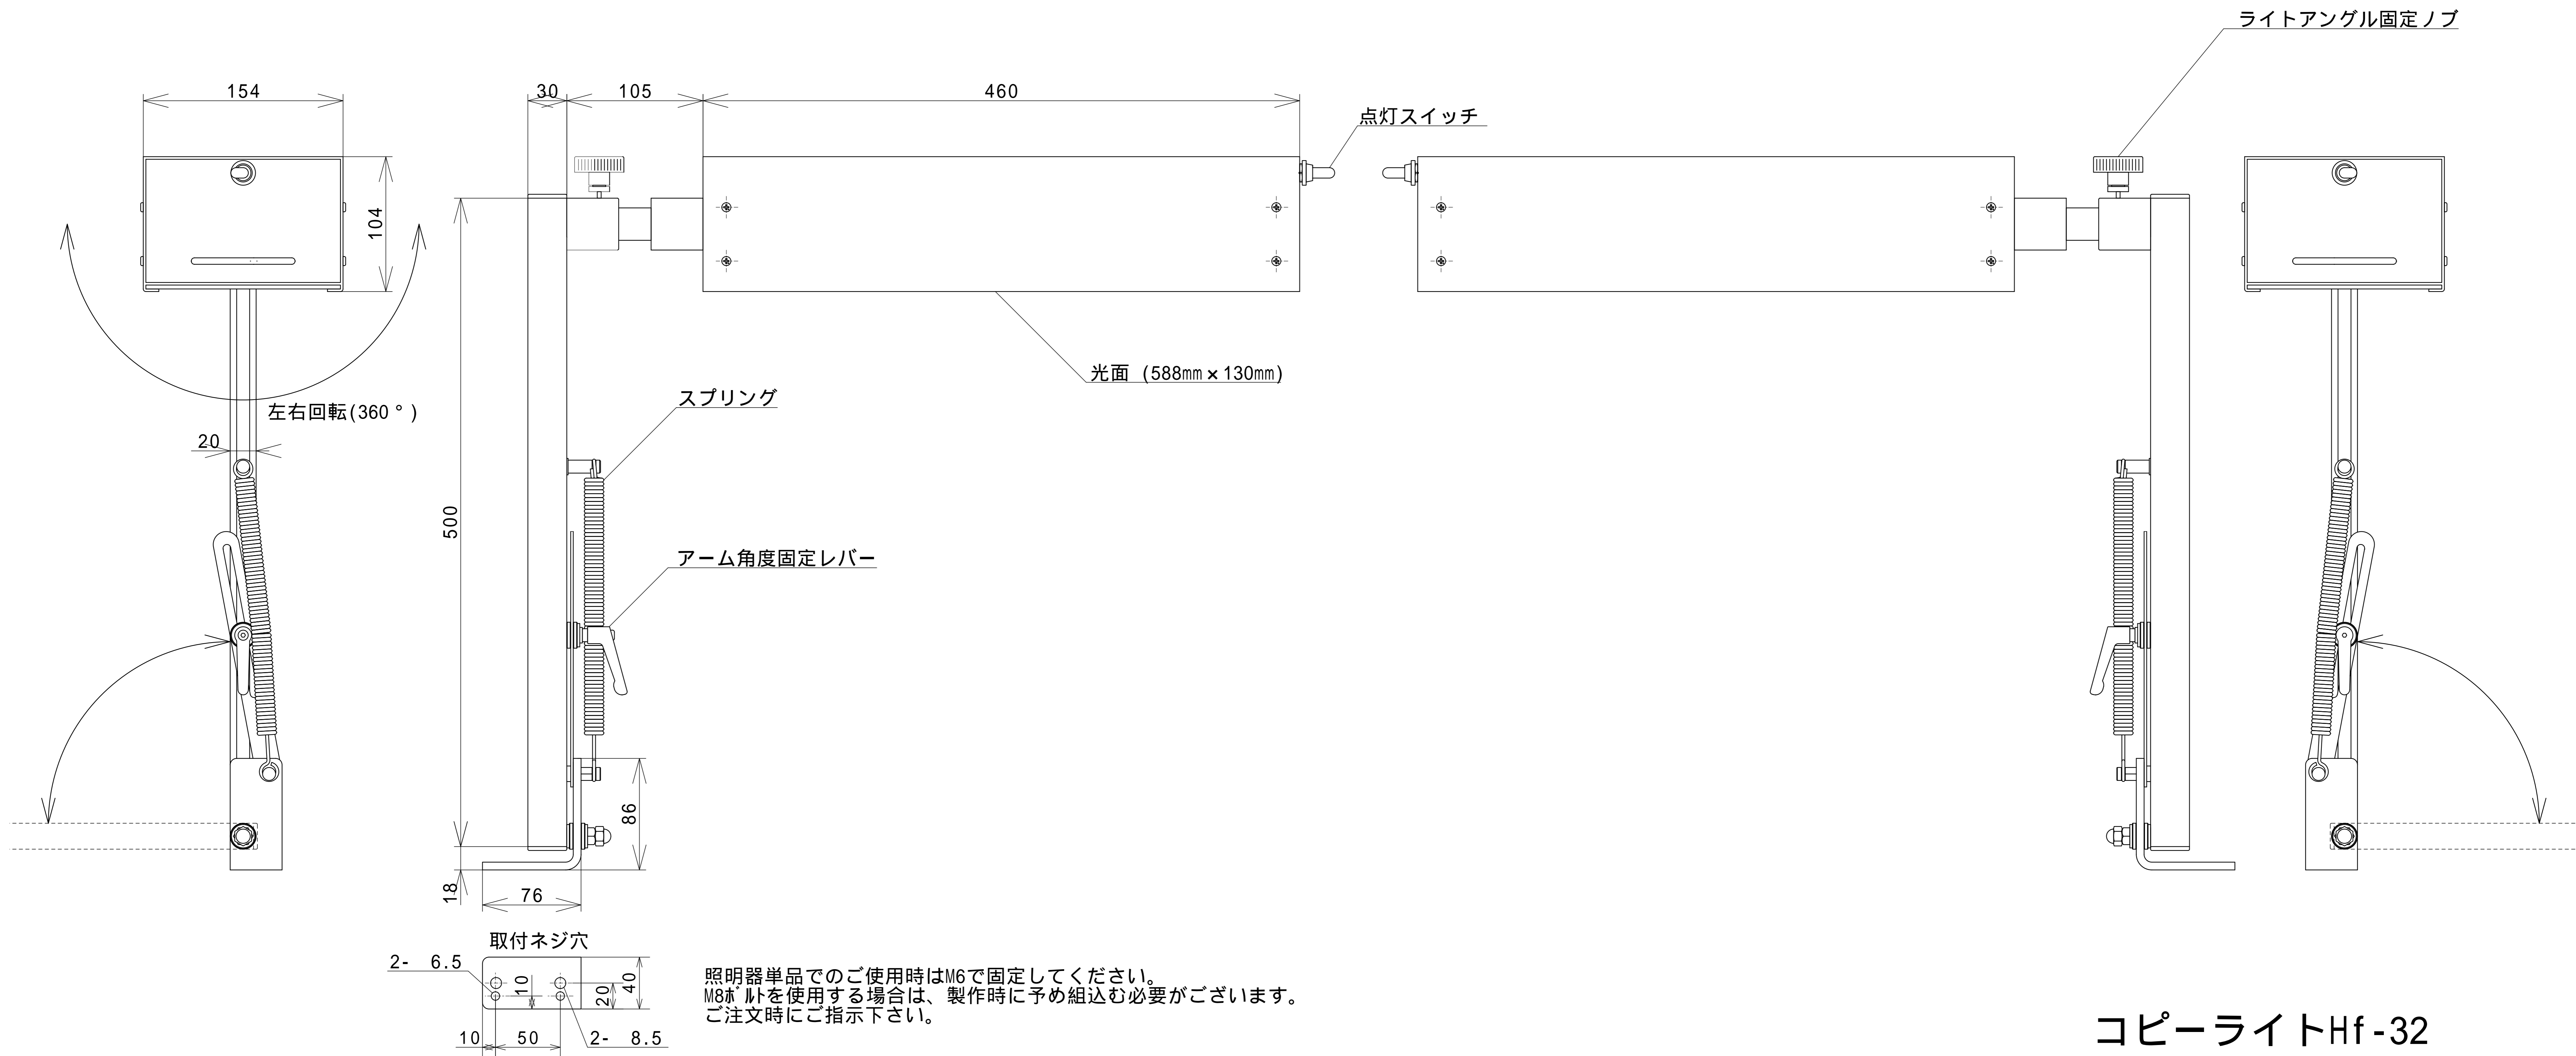 ライトアングル固定ノブ
154
30
105
460
点灯スイッチ
104
光面 (588mm×130mm)
スプリング
左右回転(360°)
20
500
アーム角度固定レバー
86
18
76
取付ネジ穴
2-  6.5
10
20
40
照明器単品でのご使用時はM6で固定してください。
M8ﾎﾞﾙﾄを使用する場合は、製作時に予め組込む必要がございます。
ご注文時にご指示下さい。
10
50
2-  8.5
コピーライトHf-32